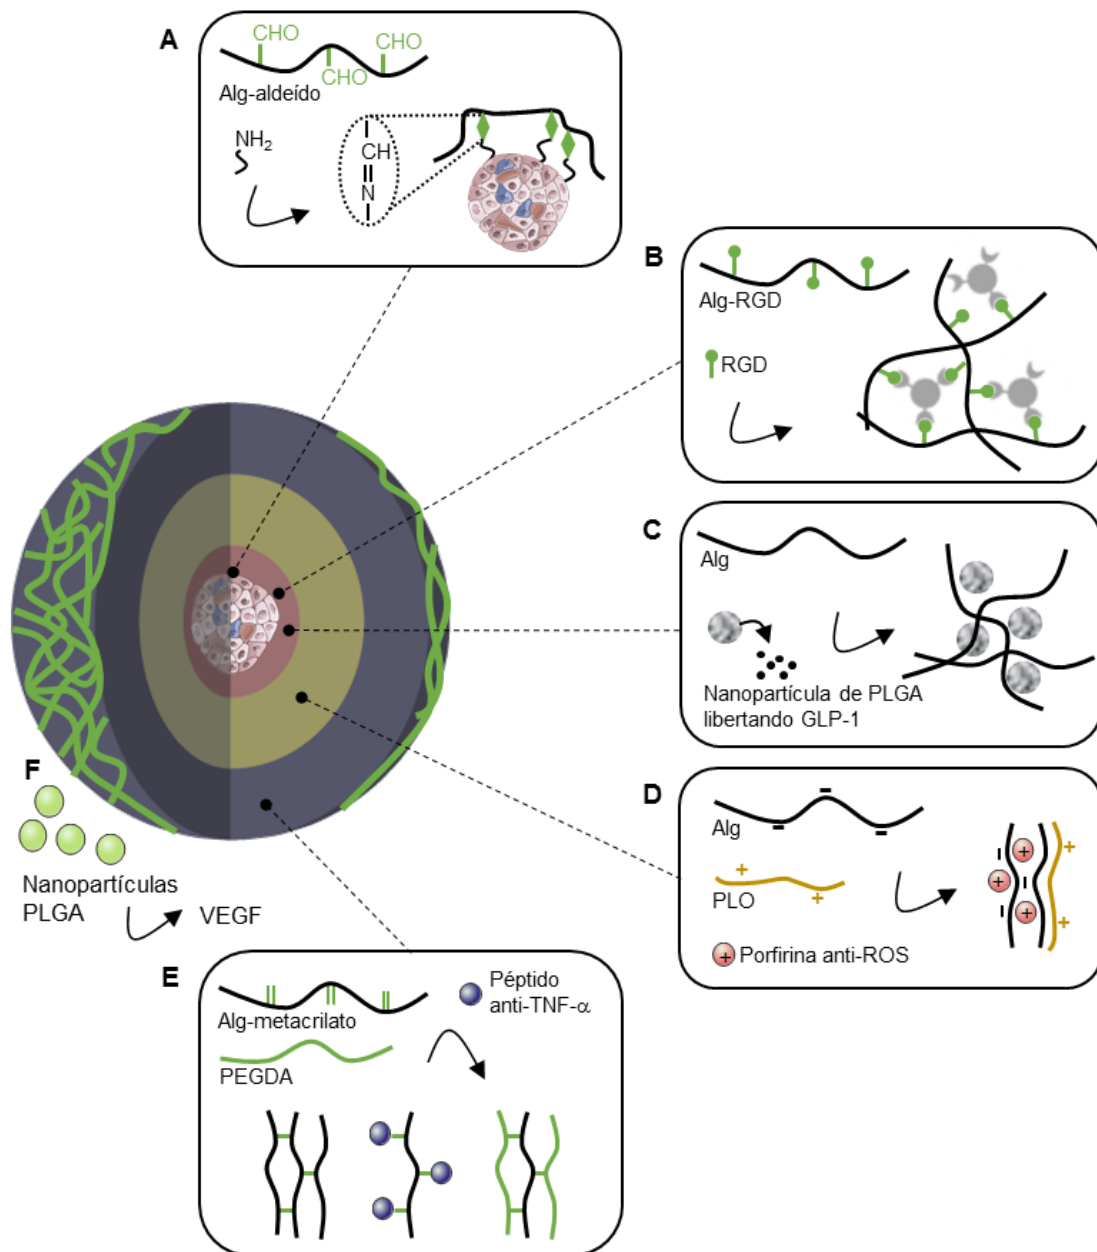 A
CHO
CHO
CHO
Alg-aldeído
NH2
CH
N
B
Alg-RGD
RGD
C
Alg
Nanopartícula de PLGA
libertando GLP-1
D
Alg
PLO
+
+
+ Porfirina anti-ROS
+
+
+
+
+
F
Nanopartículas
PLGA
VEGF
E
Alg-metacrilato
Péptido
anti-TNF-α
PEGDA